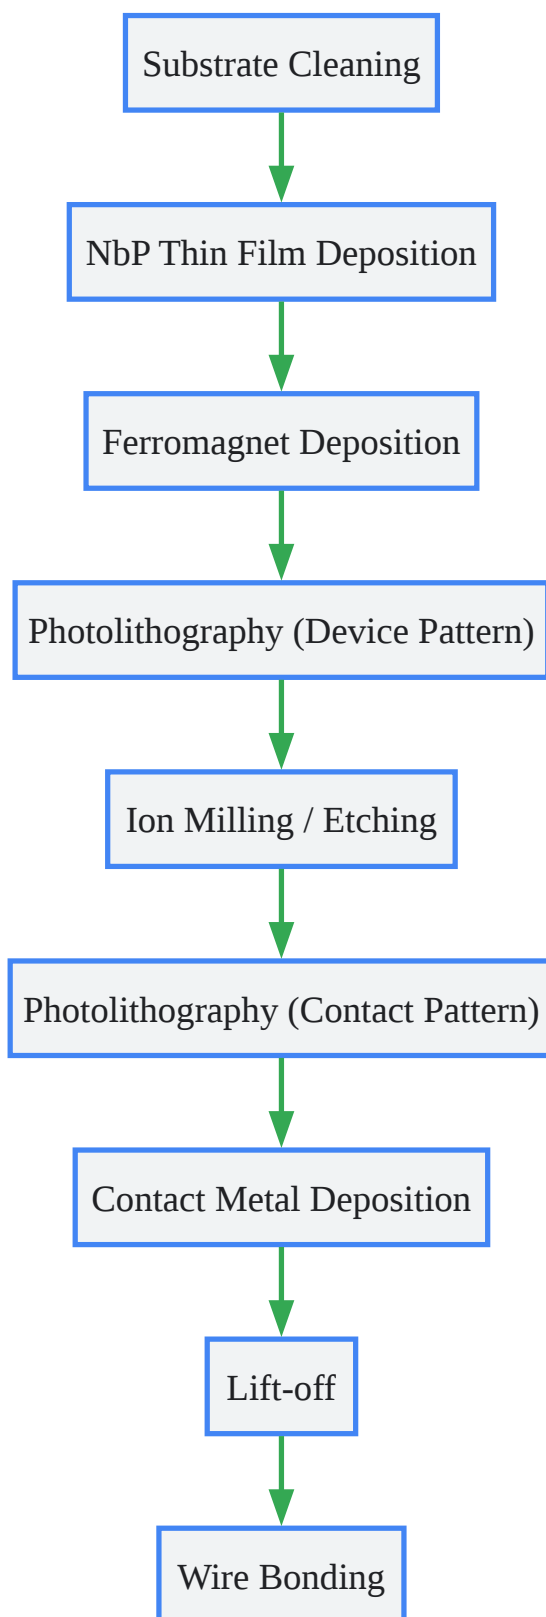 Substrate Cleaning
NbP Thin Film Deposition
Ferromagnet Deposition
Photolithography (Device Pattern)
Ion Milling / Etching
Photolithography (Contact Pattern)
Contact Metal Deposition
Lift-off
Wire Bonding